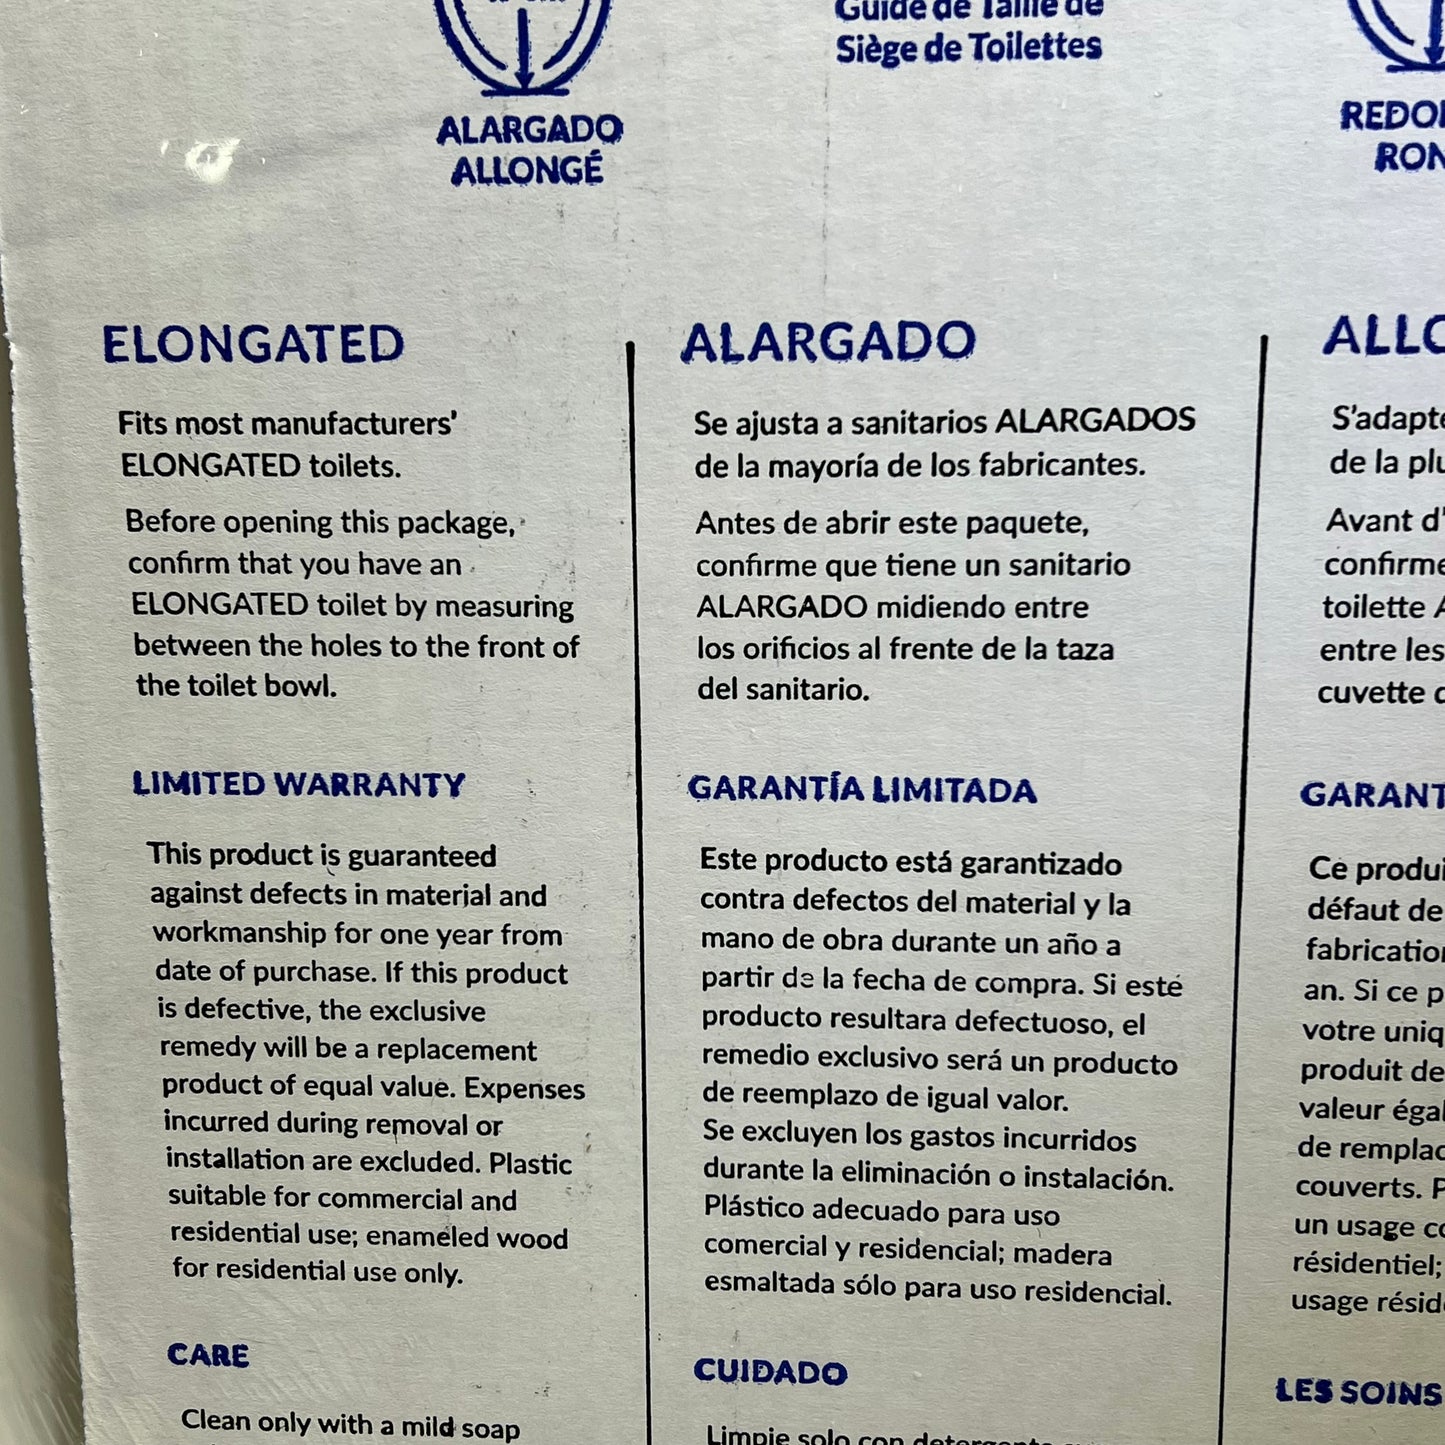 Guide de Taille de
Siège de Toilettes
ALARGADO
ALLONGÉ
ELONGATED
Fits most manufacturers'
ELONGATED toilets.
Before opening this package,
confirm that you have an
ELONGATED toilet by measuring
between the holes to the front of
the toilet bowl.
LIMITED WARRANTY
This product is guaranteed
against defects in material and
workmanship for one year from
date of purchase. If this product
is defective, the exclusive
remedy will be a replacement
product of equal value. Expenses
incurred during removal or
installation are excluded. Plastic
suitable for commercial and
residential use; enameled wood
for residential use only.
CARE
Clean only with a mild soap
ALARGADO
Se ajusta a sanitarios ALARGADOS
de la mayoría de los fabricantes.
Antes de abrir este paquete,
confirme que tiene un sanitario
ALARGADO midiendo entre
los orificios al frente de la taza
del sanitario.
GARANTÍA LIMITADA
Este producto está garantizado
contra defectos del material y la
mano de obra durante un año a
partir de la fecha de compra. Si esté
producto resultara defectuoso, el
remedio exclusivo será un producto
de reemplazo de igual valor.
Se excluyen los gastos incurridos
durante la eliminación o instalación.
Plástico adecuado para uso
comercial y residencial; madera
esmaltada sólo para uso residencial.
CUIDADO
Limpie solo con detergente
de la
Avant
confirme
toilette
entre les
cuvette
Ce
défaut de
an. Si ce
votre
produit de
valeur
de
couverts.
un usage
résidentiel;
usage
LES SOINS